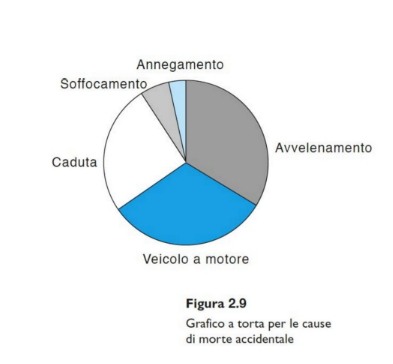 Annegamento
Soffocamento
Avvelenamento
Caduta
Veicolo a motore
Figura 2.9
Grafico a torta per le cause
di morte accidentale